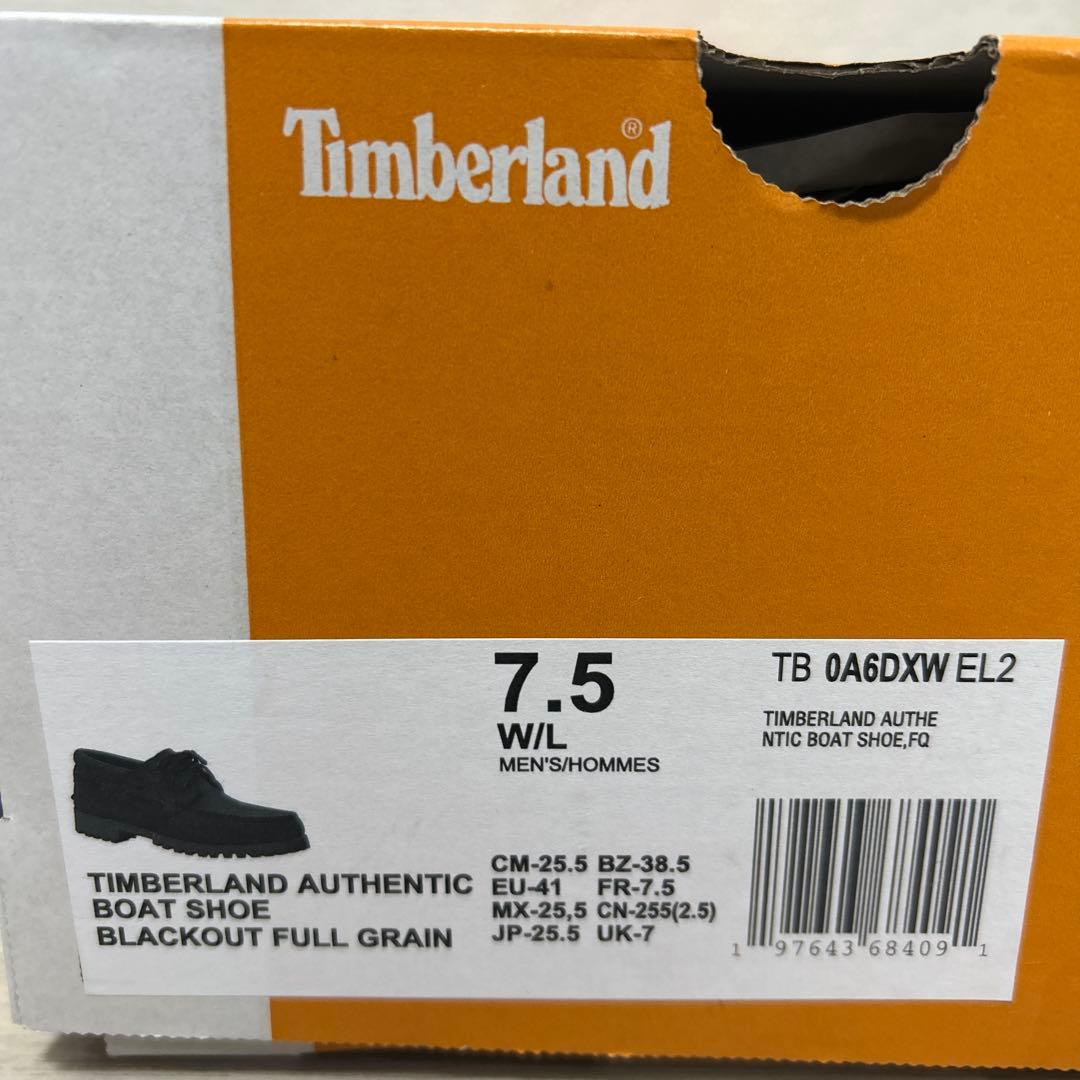 Timberland®
7.5
W/L
MEN'S/HOMMES
TB 0A6DXW EL2
TIMBERLAND AUTHE
NTIC BOAT SHOE,FQ
TIMBERLAND AUTHENTIC
BOAT SHOE
BLACKOUT FULL GRAIN
CM-25.5 BZ-38.5
EU-41 FR-7.5
MX-25,5 CN-255(2.5)
JP-25.5 UK-7
1 97643 68409 1